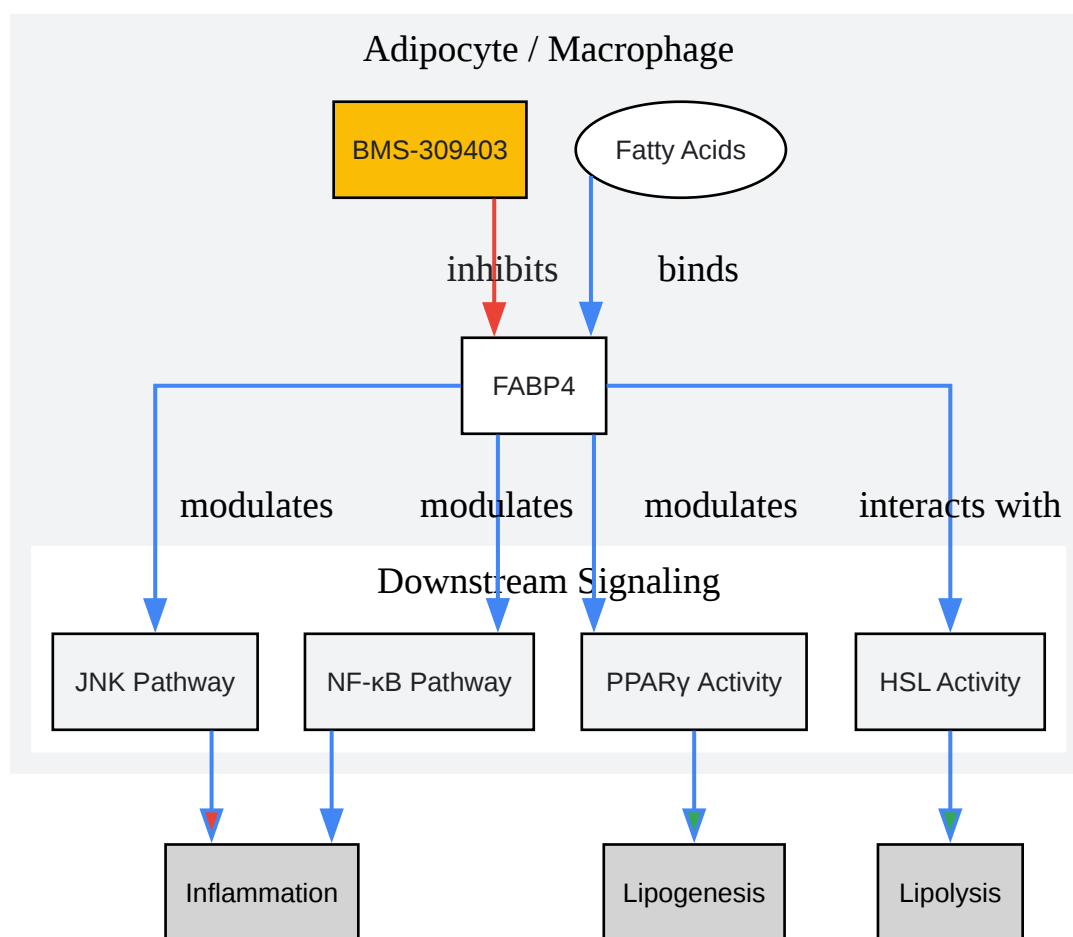 Adipocyte / Macrophage
BMS-309403
Fatty Acids
inhibits
binds
FABP4
modulates
modulates
modulates
interacts with
Downstream Signaling
JNK Pathway
NF-κB Pathway
PPARγ Activity
HSL Activity
Inflammation
Lipogenesis
Lipolysis